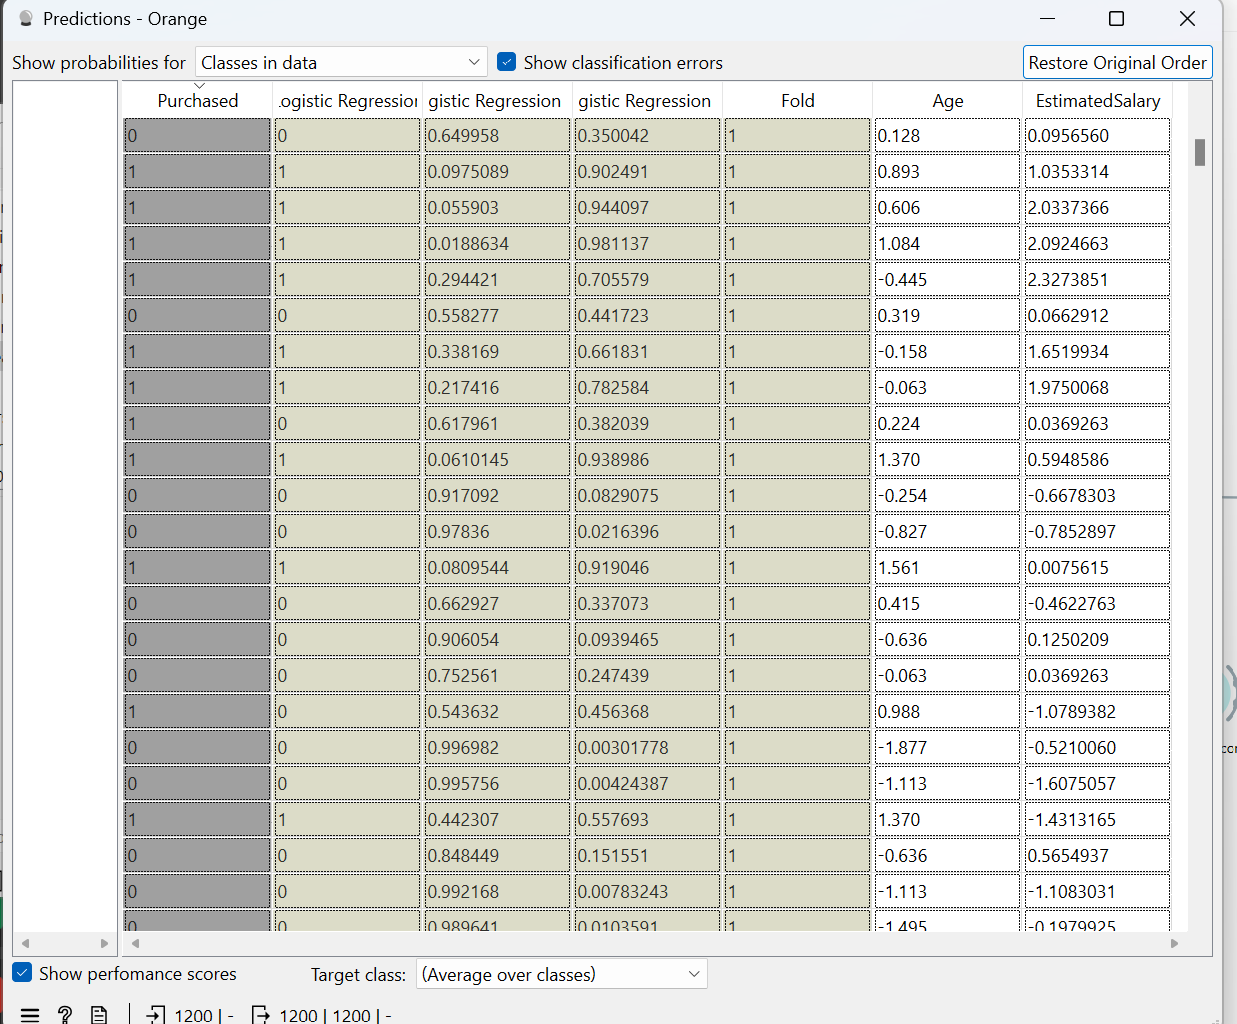 Predictions - Orange
Show probabilities for Classes in data Show classification errors Restore Original Order
Purchased ogistic Regression gistic Regression gistic Regression Fold Age EstimatedSalary
0 0 0.649958 0.350042 1 0.128 0.0956560
1 1 0.0975089 0.902491 1 0.893 1.0353314
1 1 0.055903 0.944097 1 0.606 2.0337366
1 1 0.0188634 0.981137 1 1.084 2.0924663
1 1 0.294421 0.705579 1 -0.445 2.3273851
0 0 0.558277 0.441723 1 0.319 0.0662912
1 1 0.338169 0.661831 1 -0.158 1.6519934
1 1 0.217416 0.782584 1 -0.063 1.9750068
1 0 0.617961 0.382039 1 0.224 0.0369263
1 1 0.0610145 0.938986 1 1.370 0.5948586
0 0 0.917092 0.0829075 1 -0.254 -0.6678303
0 0 0.97836 0.0216396 1 -0.827 -0.7852897
1 1 0.0809544 0.919046 1 1.561 0.0075615
0 0 0.662927 0.337073 1 0.415 -0.4622763
0 0 0.906054 0.0939465 1 -0.636 0.1250209
0 0 0.752561 0.247439 1 -0.063 0.0369263
1 0 0.543632 0.456368 1 0.988 -1.0789382
0 0 0.996982 0.00301778 1 -1.877 -0.5210060
0 0 0.995756 0.00424387 1 -1.113 -1.6075057
1 1 0.442307 0.557693 1 1.370 -1.4313165
0 0 0.848449 0.151551 1 -0.636 0.5654937
0 0 0.992168 0.00783243 1 -1.113 -1.1083031
0 0 0.989641 0.0103591 1 -1.495 -0.1979925
Show perfomance scores Target class: (Average over classes)
1200 | - 1200 | 1200 | -